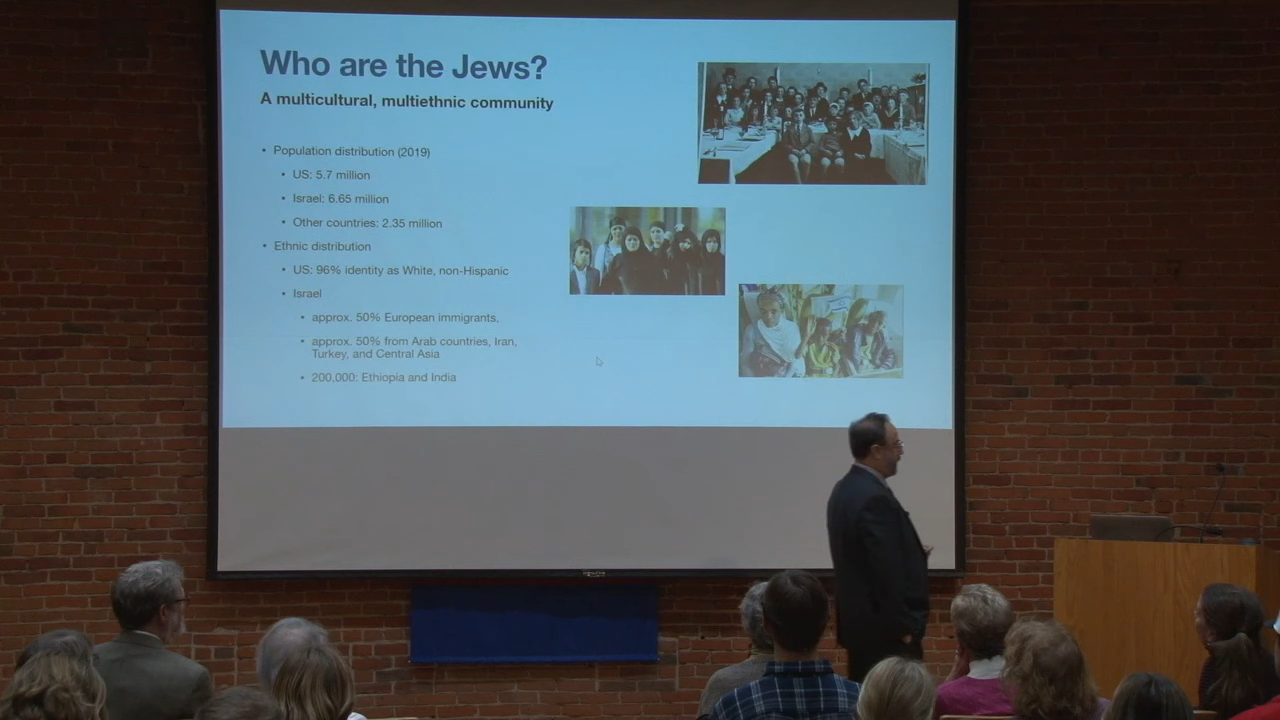 Who are the Jews?
A multicultural, multiethnic community
• Population distribution (2019)
• US: 5.7 million
• Israel: 6.65 million
• Other countries: 2.35 million
• Ethnic distribution
• US: 96% identity as White, non-Hispanic
• Israel
• approx. 50% European immigrants,
• approx. 50% from Arab countries, Iran,
Turkey, and Central Asia
• 200,000: Ethiopia and India